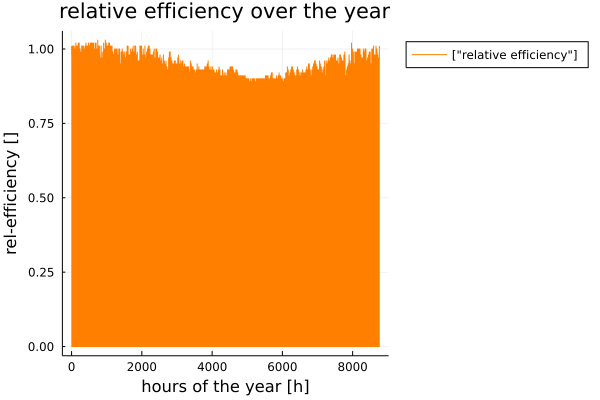 relative efficiency over the year
["relative efficiency"]
rel-efficiency []
1.00
0.75
0.50
0.25
0.00
0
2000
4000
6000
8000
hours of the year [h]